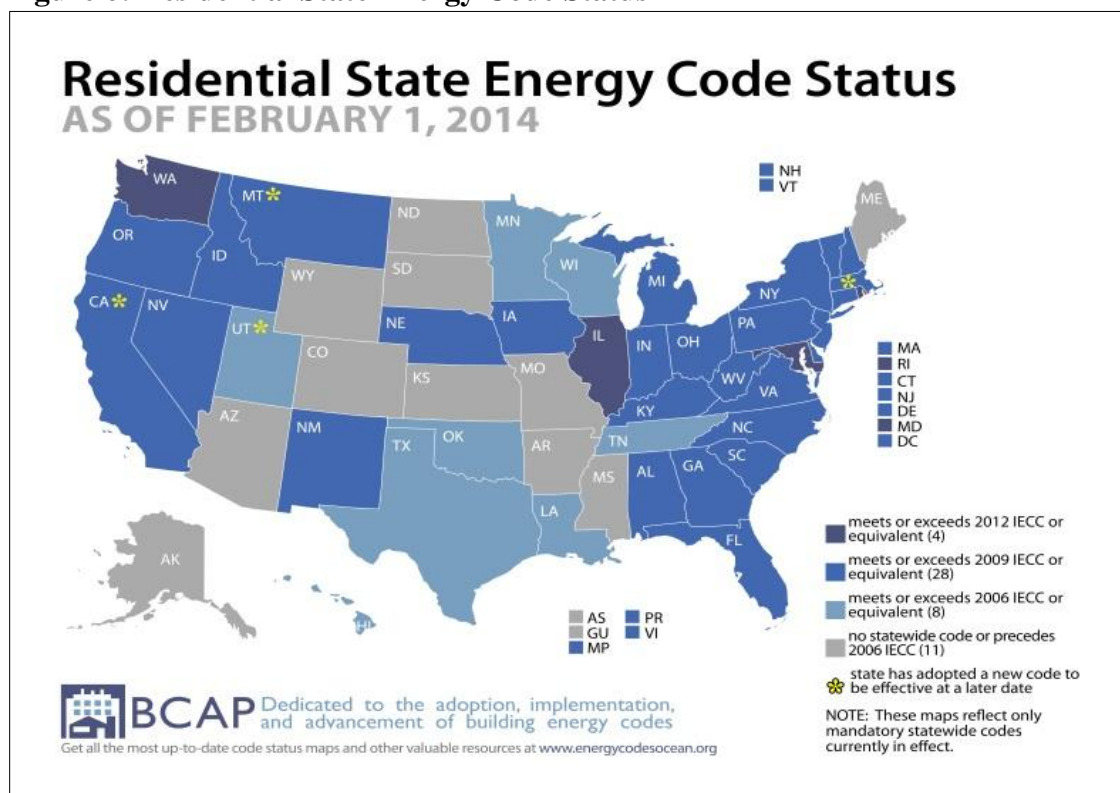 Residential State Energy Code Status
AS OF FEBRUARY 1, 2014
WA
MT
ND
MN
ME
NH
VT
OR
ID
WY
SD
WI
MI
NY
CA
NV
UT
NE
IA
IL
IN
OH
PA
CO
KS
MO
WV
VA
KY
MA
RI
CT
NJ
DE
MD
DC
AZ
NM
TX
OK
AR
TN
NC
SC
MS
AL
GA
LA
FL
AK
HI
AS
GU
MP
PR
VI
meets or exceeds 2012 IECC or
equivalent (4)
meets or exceeds 2009 IECC or
equivalent (28)
meets or exceeds 2006 IECC or
equivalent (8)
no statewide code or precedes
2006 IECC (11)
state has adopted a new code to
be effective at a later date
NOTE: These maps reflect only
mandatory statewide codes
currently in effect.
BCAP
Dedicated to the adoption, implementation,
and advancement of building energy codes
Get all the most up-to-date code status maps and other valuable resources at www.energycodesocean.org